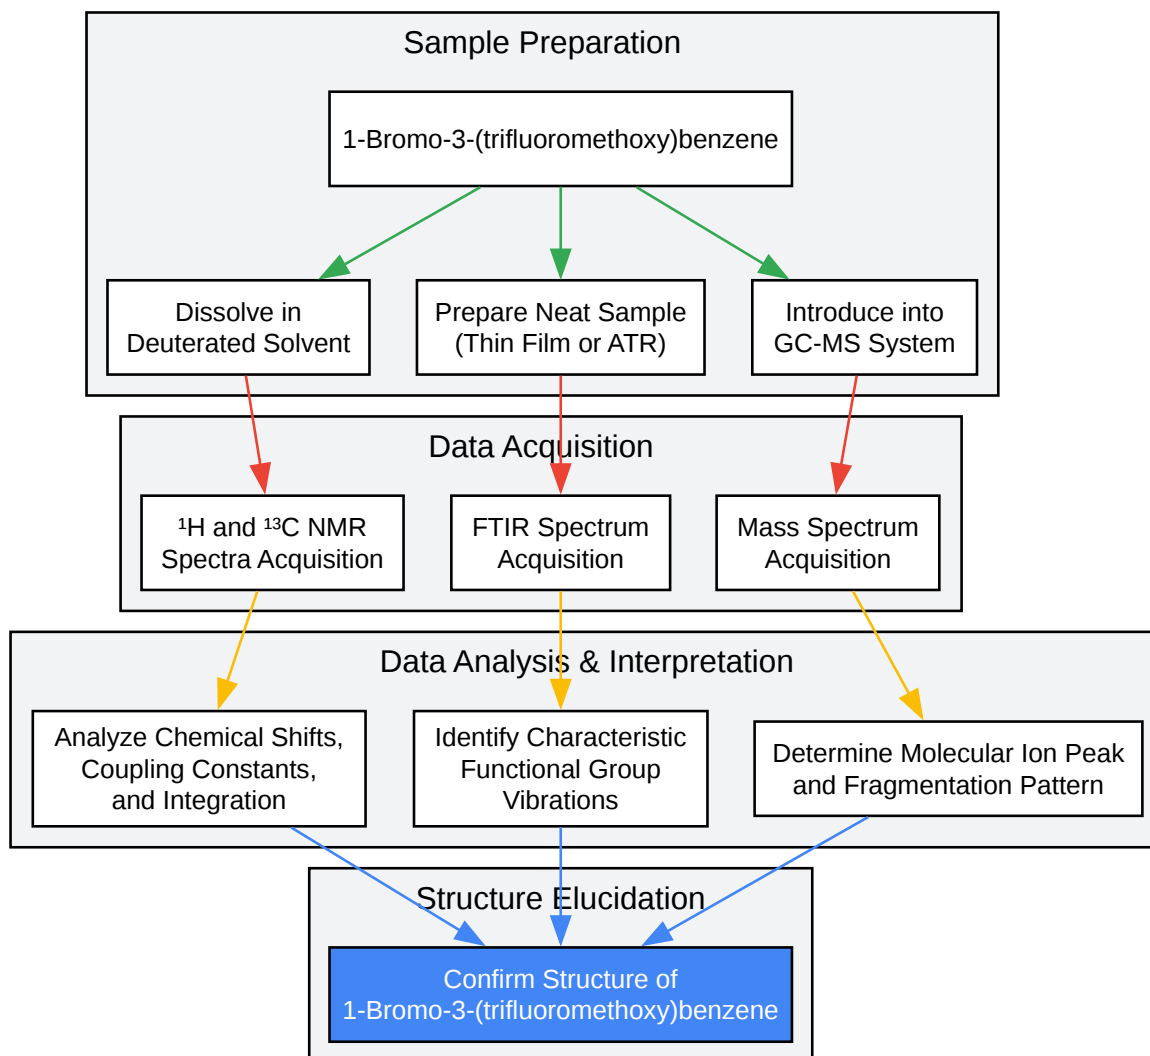 Sample Preparation
1-Bromo-3-(trifluoromethoxy)benzene
Dissolve in
Deuterated Solvent
Prepare Neat Sample
(Thin Film or ATR)
Introduce into
GC-MS System
Data Acquisition
¹H and ¹³C NMR
Spectra Acquisition
FTIR Spectrum
Acquisition
Mass Spectrum
Acquisition
Data Analysis & Interpretation
Analyze Chemical Shifts,
Coupling Constants,
and Integration
Identify Characteristic
Functional Group
Vibrations
Determine Molecular Ion Peak
and Fragmentation Pattern
Structure Elucidation
Confirm Structure of
1-Bromo-3-(trifluoromethoxy)benzene